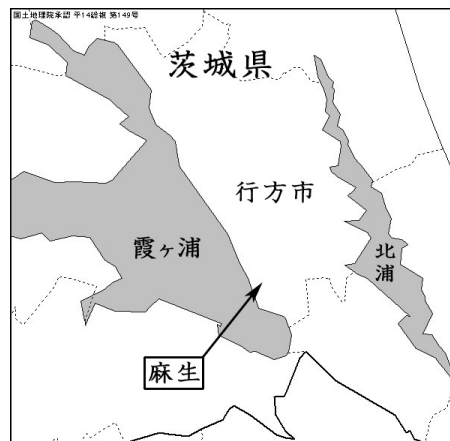 国土地理院承認 平14総複 第149号
茨城県
行方市
霞ヶ浦
北浦
麻生